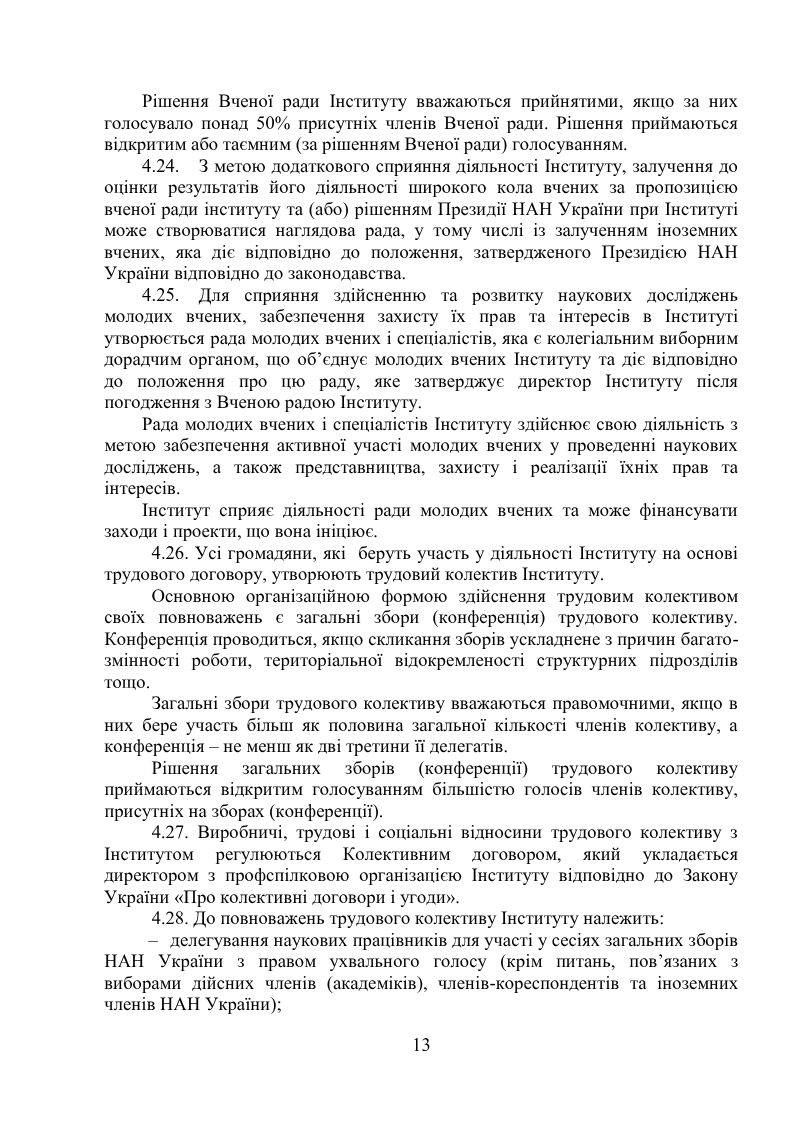 Рішення Вченої ради Інституту вважаються прийнятими, якщо за них
голосувало понад 50% присутніх членів Вченої ради. Рішення приймаються
відкритим або таємним (за рішенням Вченої ради) голосуванням.
4.24. З метою додаткового сприяння діяльності Інституту, залучення до
оцінки результатів його діяльності широкого кола вчених за пропозицією
вченої ради інституту та (або) рішенням Президії НАН України при Інституті
може створюватися наглядова рада, у тому числі із залученням іноземних
вчених, яка діє відповідно до положення, затвердженого Президією НАН
України відповідно до законодавства.
4.25. Для сприяння здійсненню та розвитку наукових досліджень
молодих вчених, забезпечення захисту їх прав та інтересів в Інституті
утворюється рада молодих вчених і спеціалістів, яка є колегіальним виборним
дорадчим органом, що об’єднує молодих вчених Інституту та діє відповідно
до положення про цю раду, яке затверджує директор Інституту після
погодження з Вченою радою Інституту.
Рада молодих вчених і спеціалістів Інституту здійснює свою діяльність з
метою забезпечення активної участі молодих вчених у проведенні наукових
досліджень, а також представництва, захисту і реалізації їхніх прав та
інтересів.
Інститут сприяє діяльності ради молодих вчених та може фінансувати
заходи і проекти, що вона ініціює.
4.26. Усі громадяни, які беруть участь у діяльності Інституту на основі
трудового договору, утворюють трудовий колектив Інституту.
Основною організаційною формою здійснення трудовим колективом
своїх повноважень є загальні збори (конференція) трудового колективу.
Конференція проводиться, якщо скликання зборів ускладнене з причин багато-
змінності роботи, територіальної відокремленості структурних підрозділів
тощо.
Загальні збори трудового колективу вважаються правомочними, якщо в
них бере участь більш як половина загальної кількості членів колективу, а
конференція – не менш як дві третини її делегатів.
Рішення загальних зборів (конференції) трудового колективу
приймаються відкритим голосуванням більшістю голосів членів колективу,
присутніх на зборах (конференції).
4.27. Виробничі, трудові і соціальні відносини трудового колективу з
Інститутом регулюються Колективним договором, який укладається
директором з профспілковою організацією Інституту відповідно до Закону
України «Про колективні договори і угоди».
4.28. До повноважень трудового колективу Інституту належить:
– делегування наукових працівників для участі у сесіях загальних зборів
НАН України з правом ухвального голосу (крім питань, пов’язаних з
виборами дійсних членів (академіків), членів-кореспондентів та іноземних
членів НАН України);
13